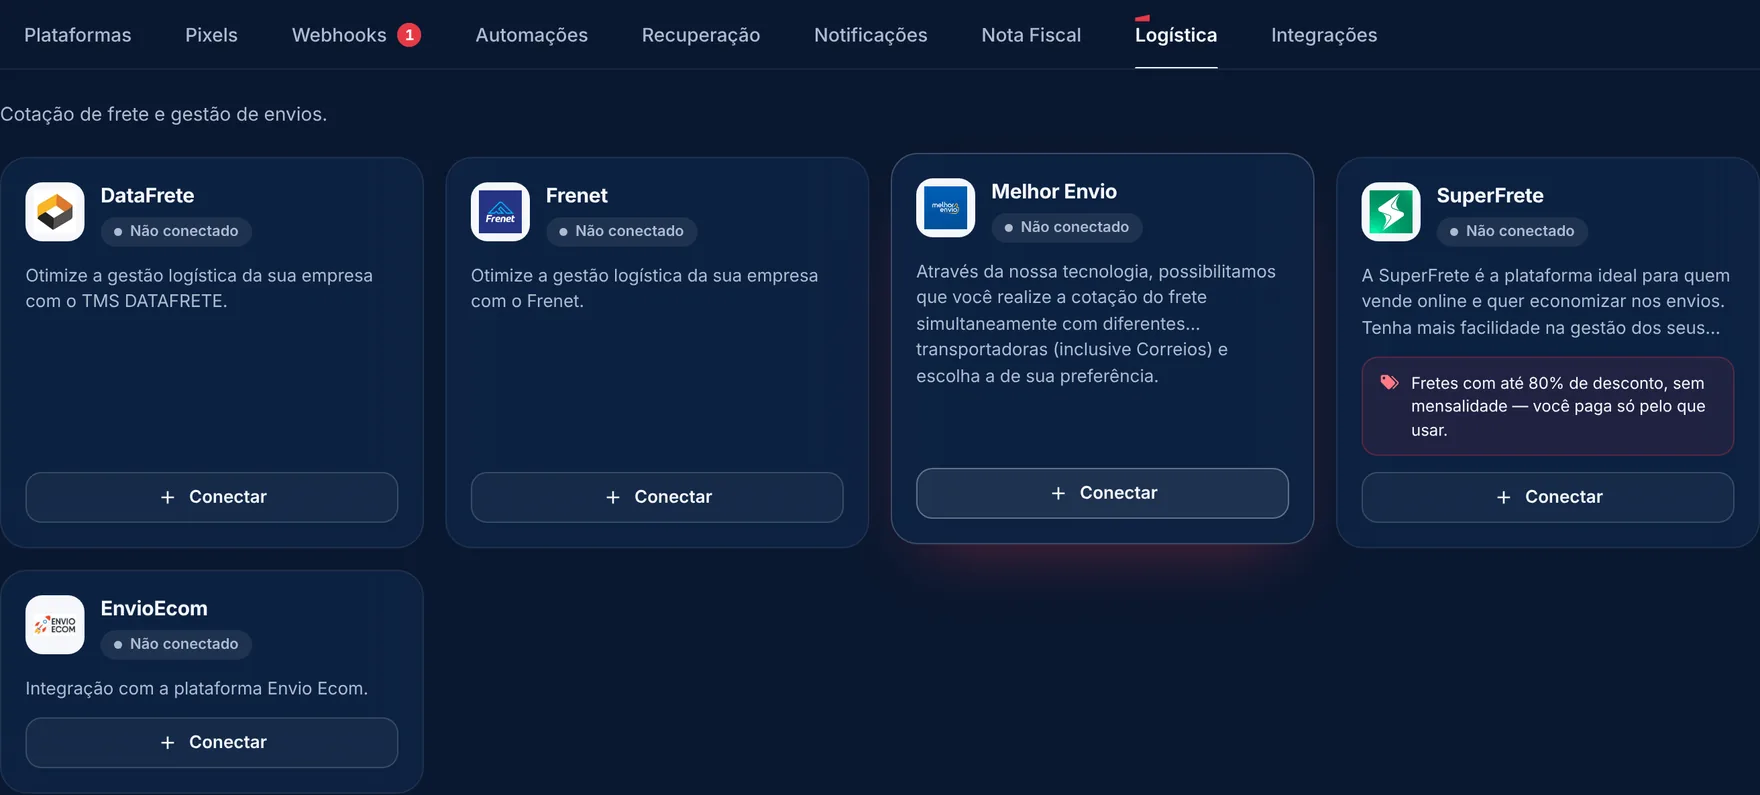 Plataformas
Pixels
Webhooks 1
Automações
Recuperação
Notificações
Nota Fiscal
Logística
Integrações
Cotação de frete e gestão de envios.
DataFrete
Não conectado
Otimize a gestão logística da sua empresa
com o TMS DATAFRETE.
+ Conectar
Frenet
Frenet
Não conectado
Otimize a gestão logística da sua empresa
com o Frenet.
+ Conectar
melhor envio
Melhor Envio
Não conectado
Através da nossa tecnologia, possibilitamos
que você realize a cotação do frete
simultaneamente com diferentes...
transportadoras (inclusive Correios) e
escolha a de sua preferência.
+ Conectar
SuperFrete
Não conectado
A SuperFrete é a plataforma ideal para quem
vende online e quer economizar nos envios.
Tenha mais facilidade na gestão dos seus...
Fretes com até 80% de desconto, sem
mensalidade — você paga só pelo que
usar.
+ Conectar
ENVIO
ECOM
EnvioEcom
Não conectado
Integração com a plataforma Envio Ecom.
+ Conectar